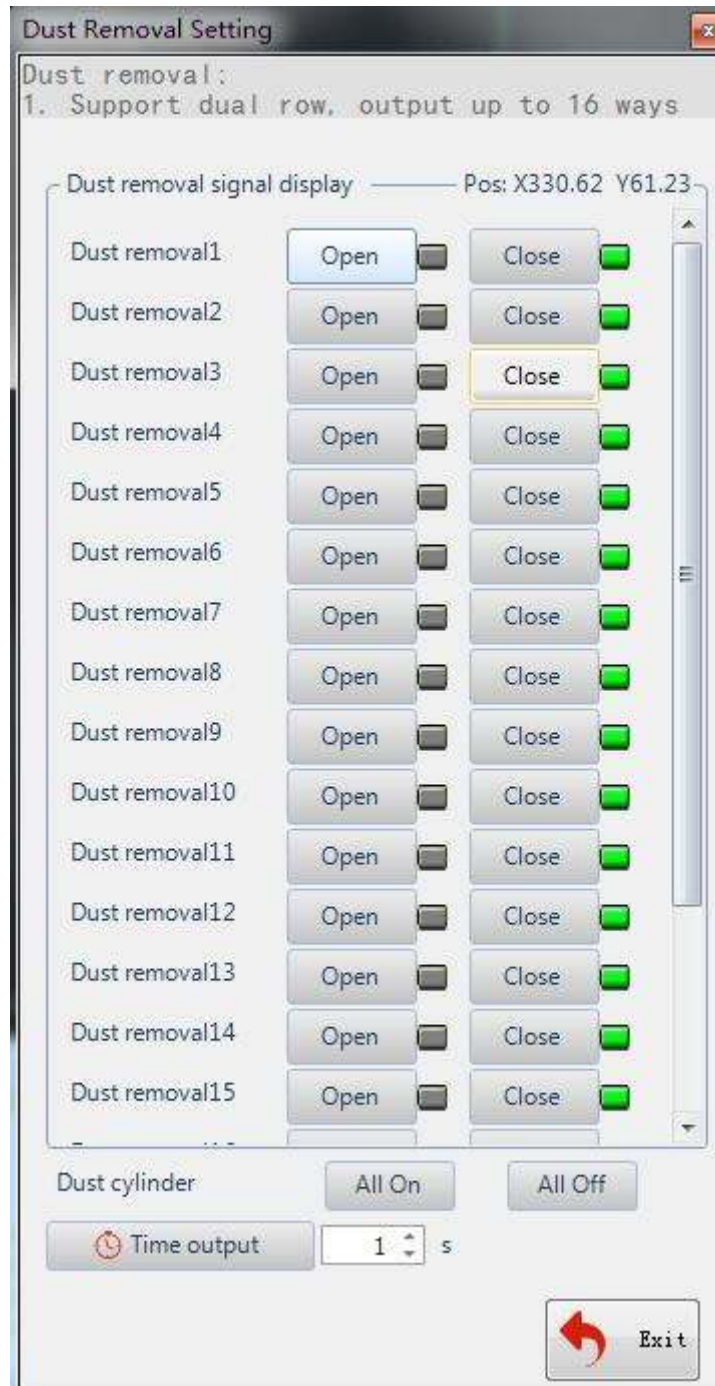 Dust Removal Setting
Dust removal:
1. Support dual row, output up to 16 ways
Dust removal signal display Pos: X330.62 Y61.23
Dust removal1 Open Close
Dust removal2 Open Close
Dust removal3 Open Close
Dust removal4 Open Close
Dust removal5 Open Close
Dust removal6 Open Close
Dust removal7 Open Close
Dust removal8 Open Close
Dust removal9 Open Close
Dust removal10 Open Close
Dust removal11 Open Close
Dust removal12 Open Close
Dust removal13 Open Close
Dust removal14 Open Close
Dust removal15 Open Close
Dust cylinder All On All Off
Time output 1 s
Exit